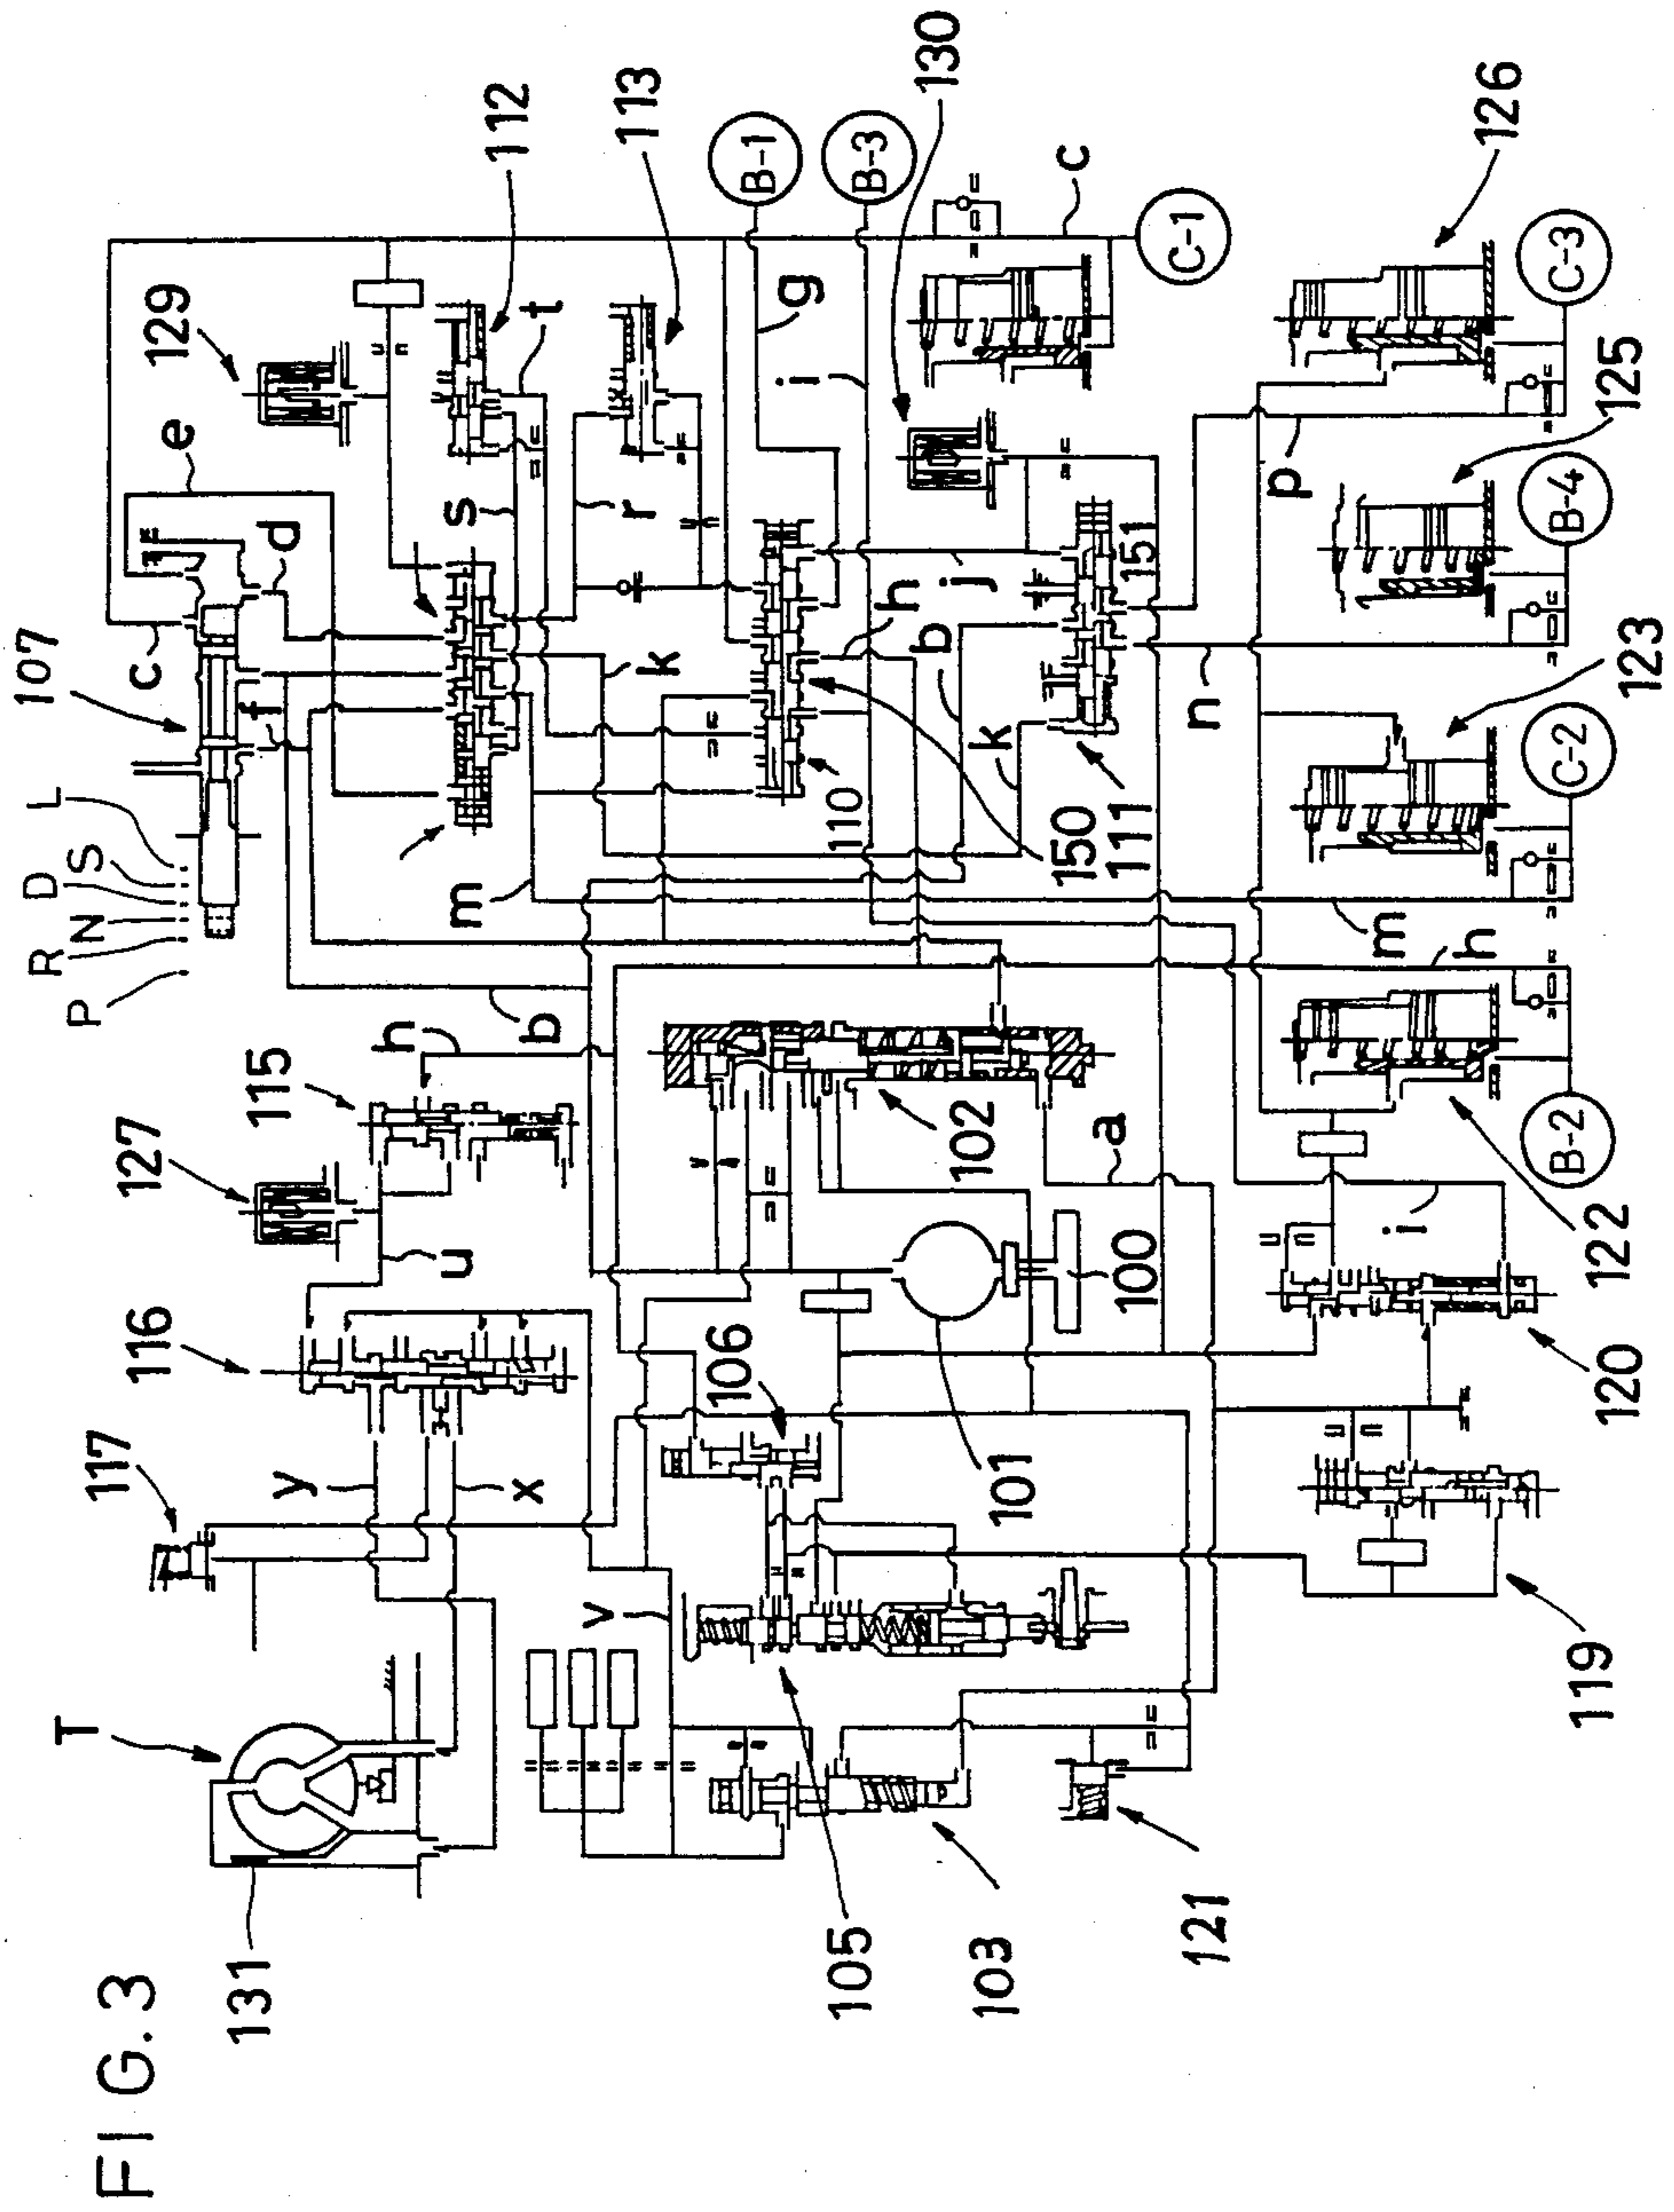 FIG. 3
131
T
117
116
127
115
P
R
N
D
S
L
107
c
129
y
x
u
h
b
f
d
e
112
t
113
s
r
k
m
v
105
103
121
106
101
100
102
a
110
150
111
151
k
b
h
j
n
g
i
B-1
B-3
130
c
C-1
119
120
122
i
B-2
h
m
123
C-2
125
B-4
p
126
C-3